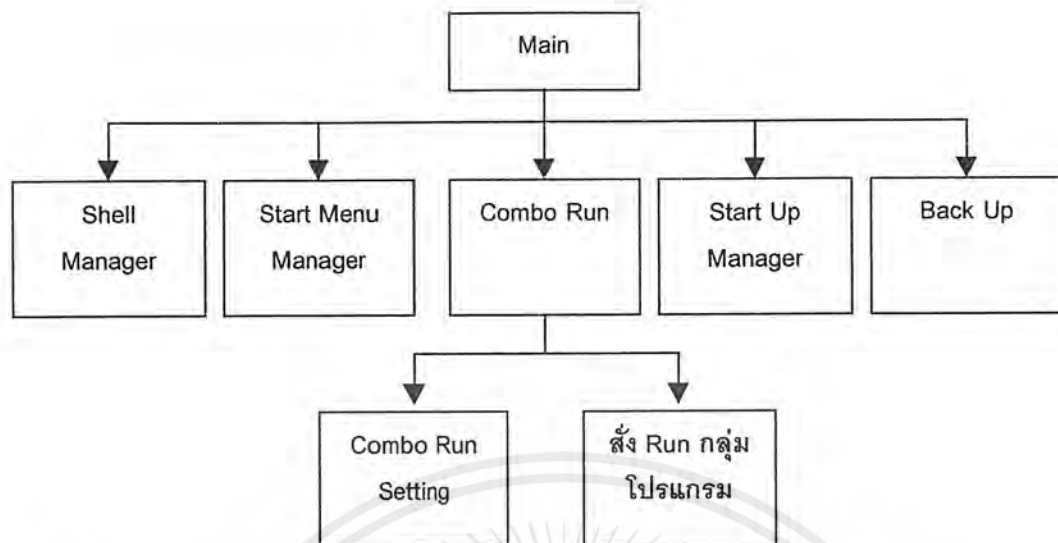 Main
Shell
Manager
Start Menu
Manager
Combo Run
Start Up
Manager
Back Up
Combo Run
Setting
สั่ง Run กลุ่ม
โปรแกรม